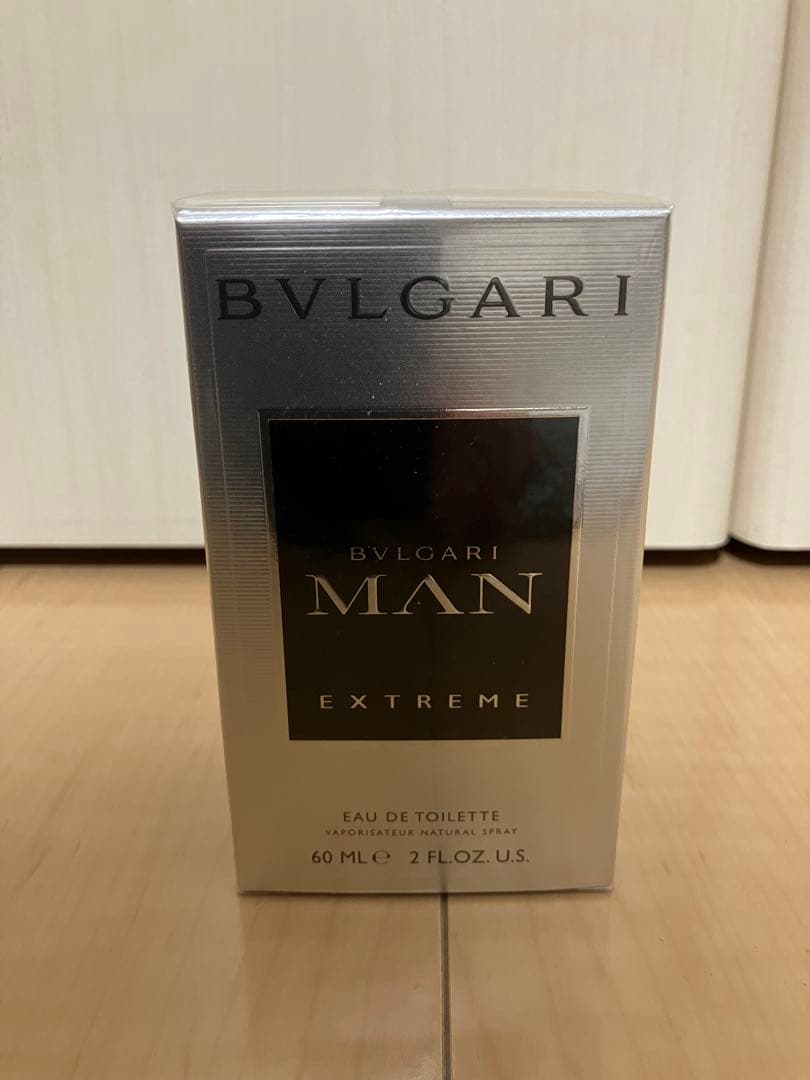 BVLGARI
BVLGARI
MAN
EXTREME
EAU DE TOILETTE
VAPORISATEUR NATURAL SPRAY
60 ML ℮ 2 FL.OZ. U.S.